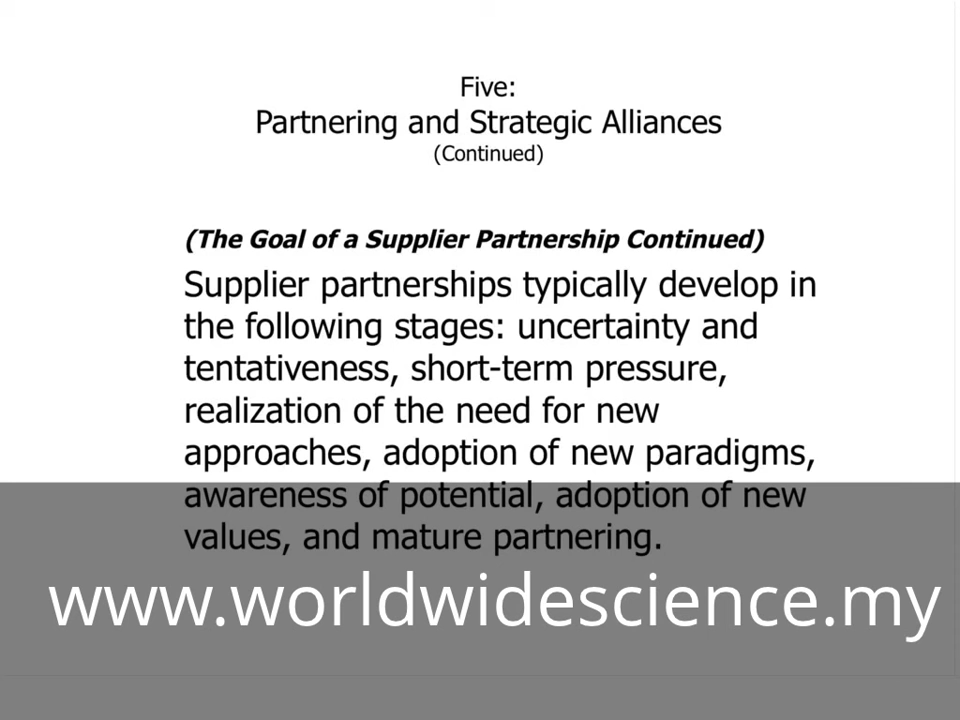 Five:
Partnering and Strategic Alliances
(Continued)
(The Goal of a Supplier Partnership Continued)
Supplier partnerships typically develop in
the following stages: uncertainty and
tentativeness, short-term pressure,
realization of the need for new
approaches, adoption of new paradigms,
awareness of potential, adoption of new
values, and mature partnering.
www.worldwidescience.my